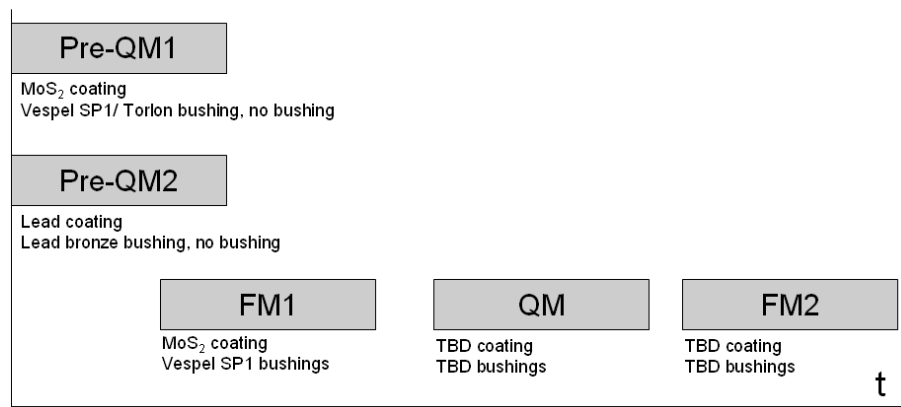 Pre-QM1
MoS₂ coating
Vespel SP1/ Torlon bushing, no bushing
Pre-QM2
Lead coating
Lead bronze bushing, no bushing
FM1
MoS₂ coating
Vespel SP1 bushings
QM
TBD coating
TBD bushings
FM2
TBD coating
TBD bushings
t